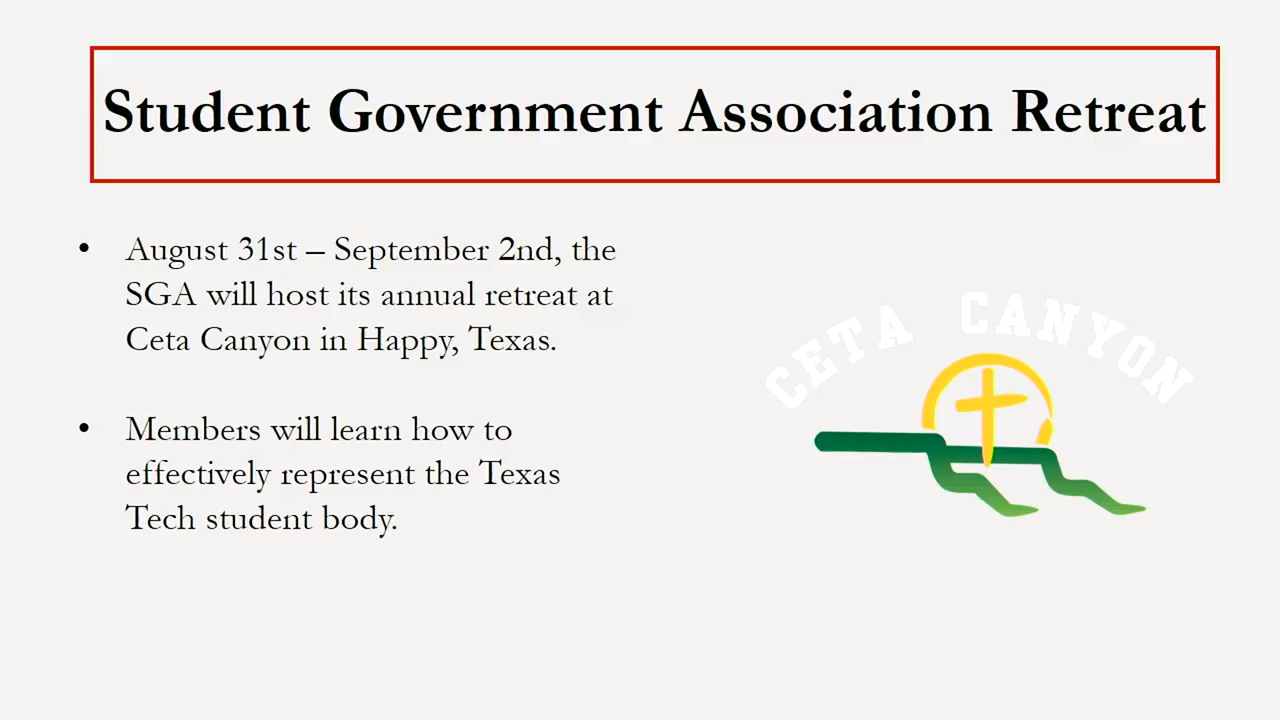 Student Government Association Retreat
• August 31st – September 2nd, the
SGA will host its annual retreat at
Ceta Canyon in Happy, Texas.
• Members will learn how to
effectively represent the Texas
Tech student body.
CETA CANYON